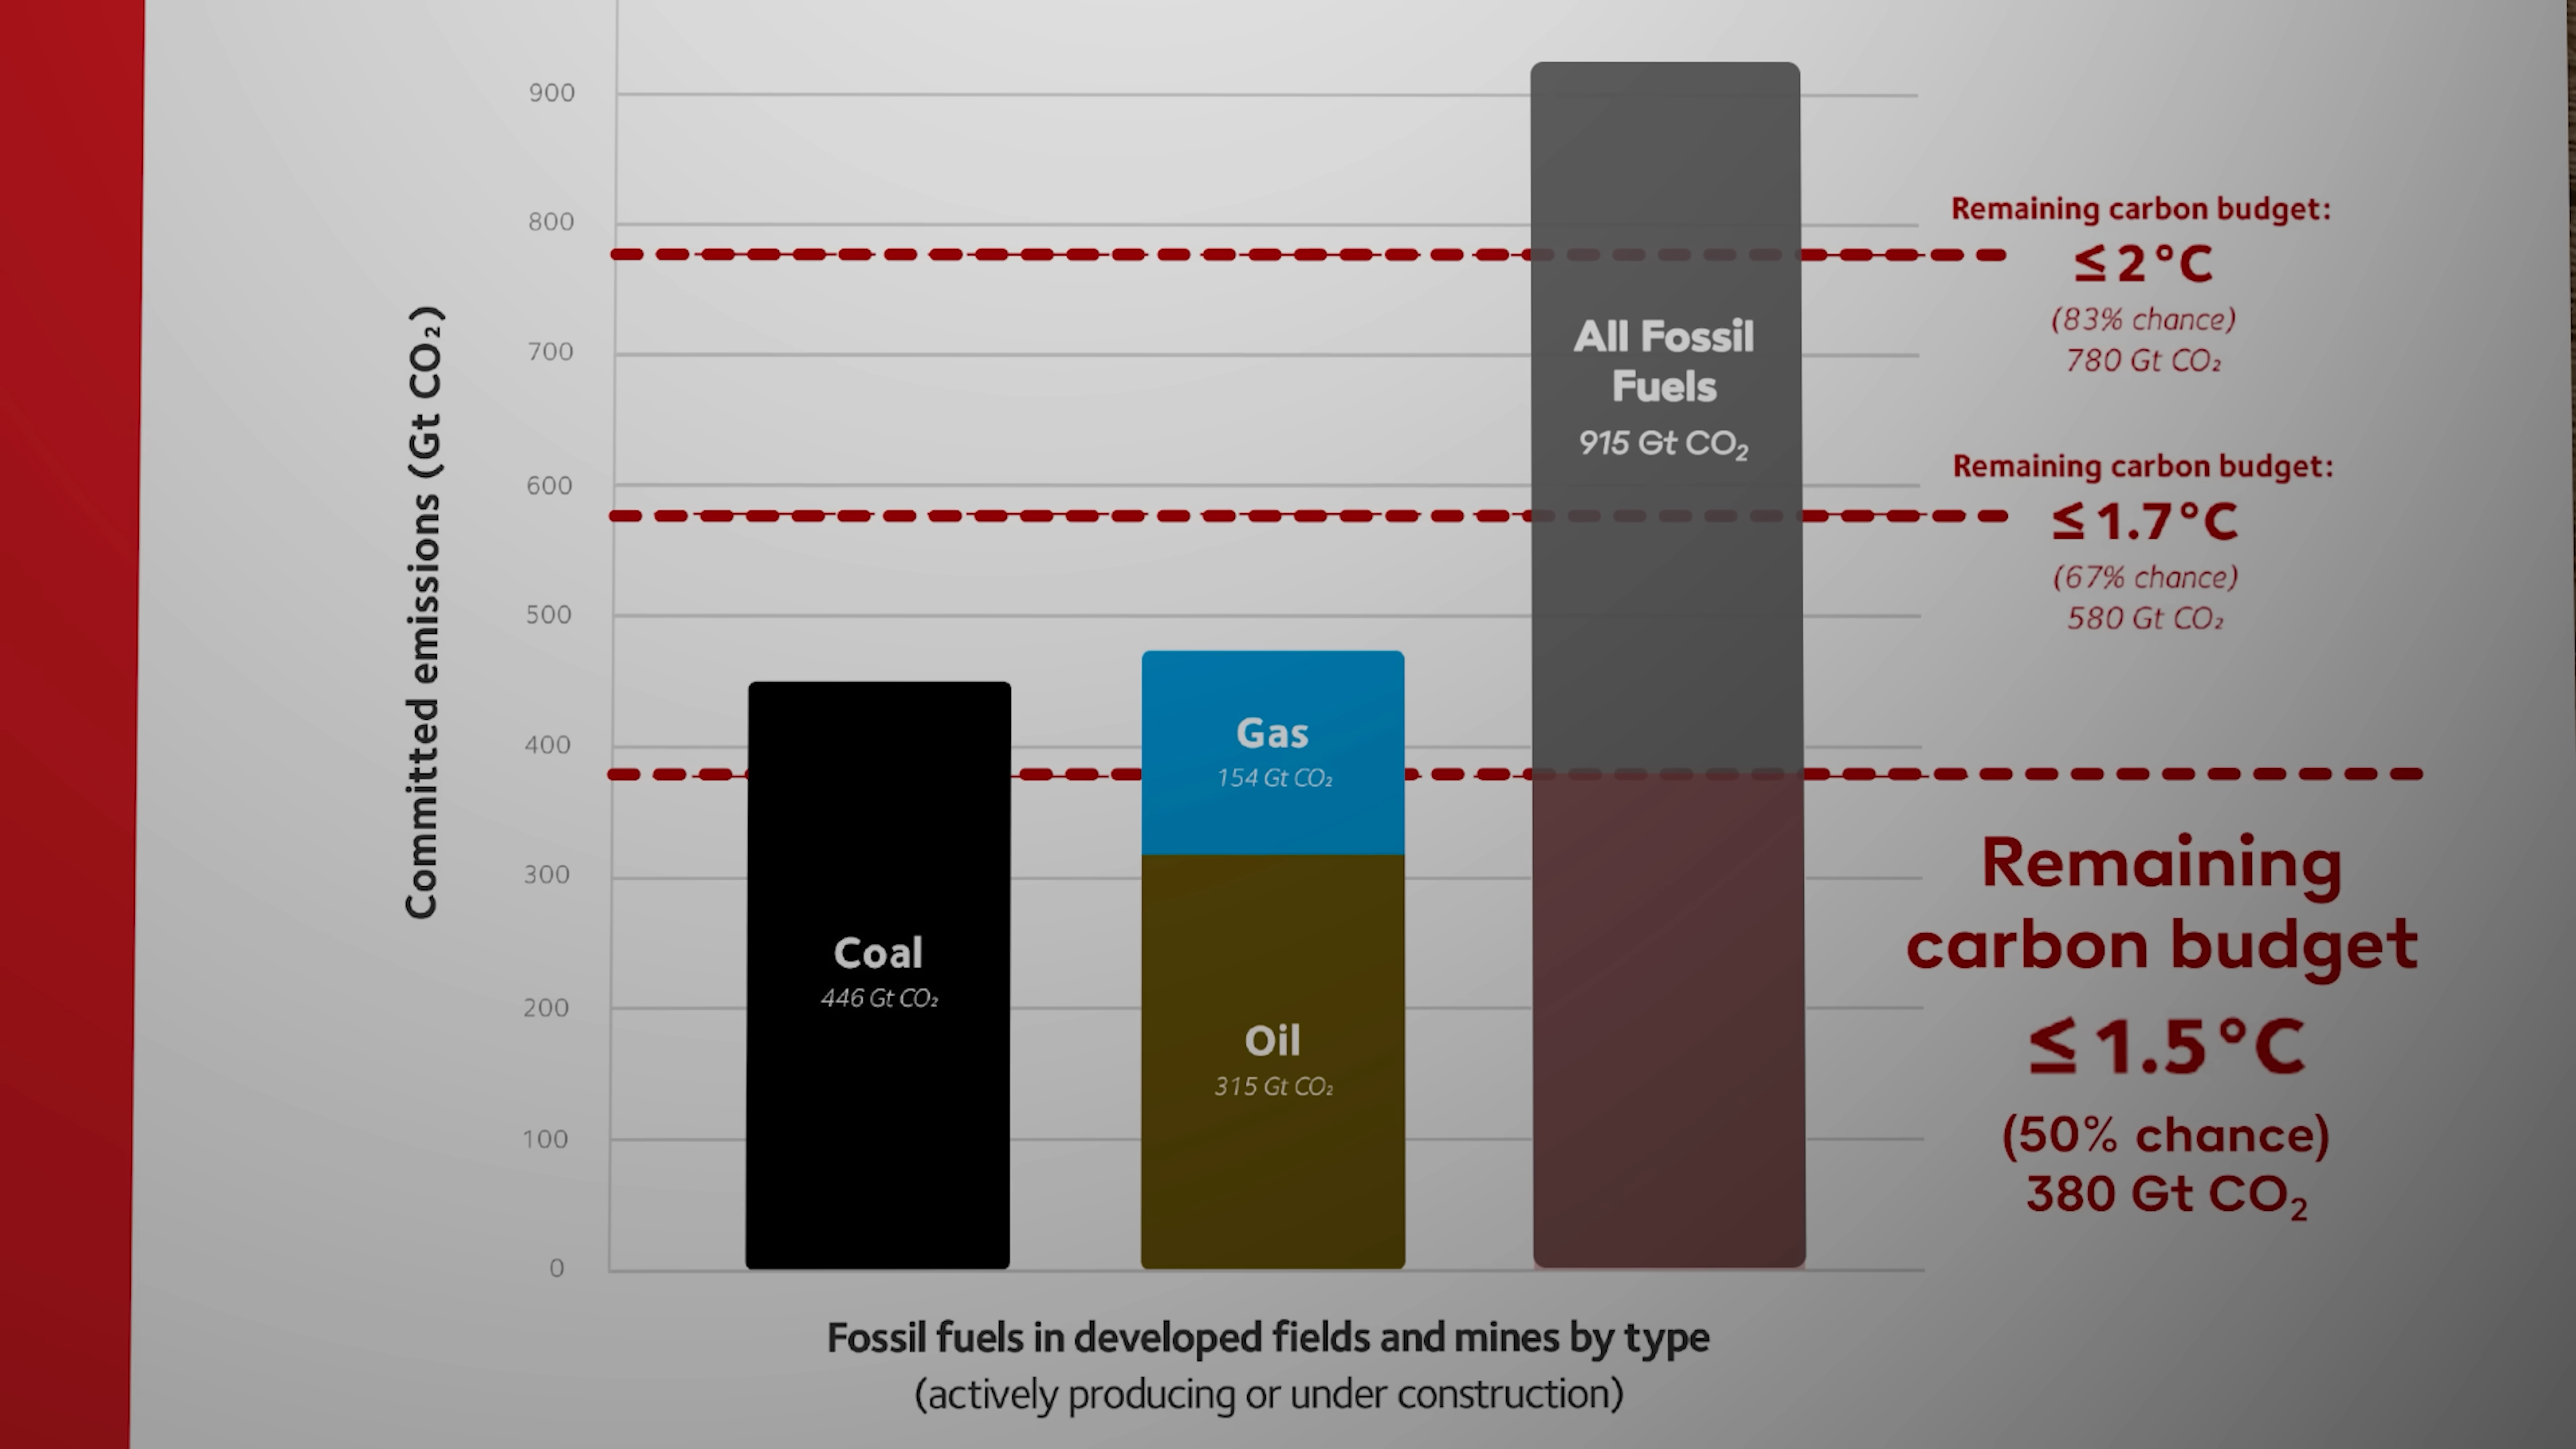 Committed emissions (Gt CO₂)
900
800
700
600
500
400
300
200
100
0
Coal
446 Gt CO₂
Gas
154 Gt CO₂
Oil
315 Gt CO₂
All Fossil
Fuels
915 Gt CO₂
Remaining carbon budget:
≤2°C
(83% chance)
780 Gt CO₂
Remaining carbon budget:
≤1.7°C
(67% chance)
580 Gt CO₂
Remaining
carbon budget
≤1.5°C
(50% chance)
380 Gt CO₂
Fossil fuels in developed fields and mines by type
(actively producing or under construction)